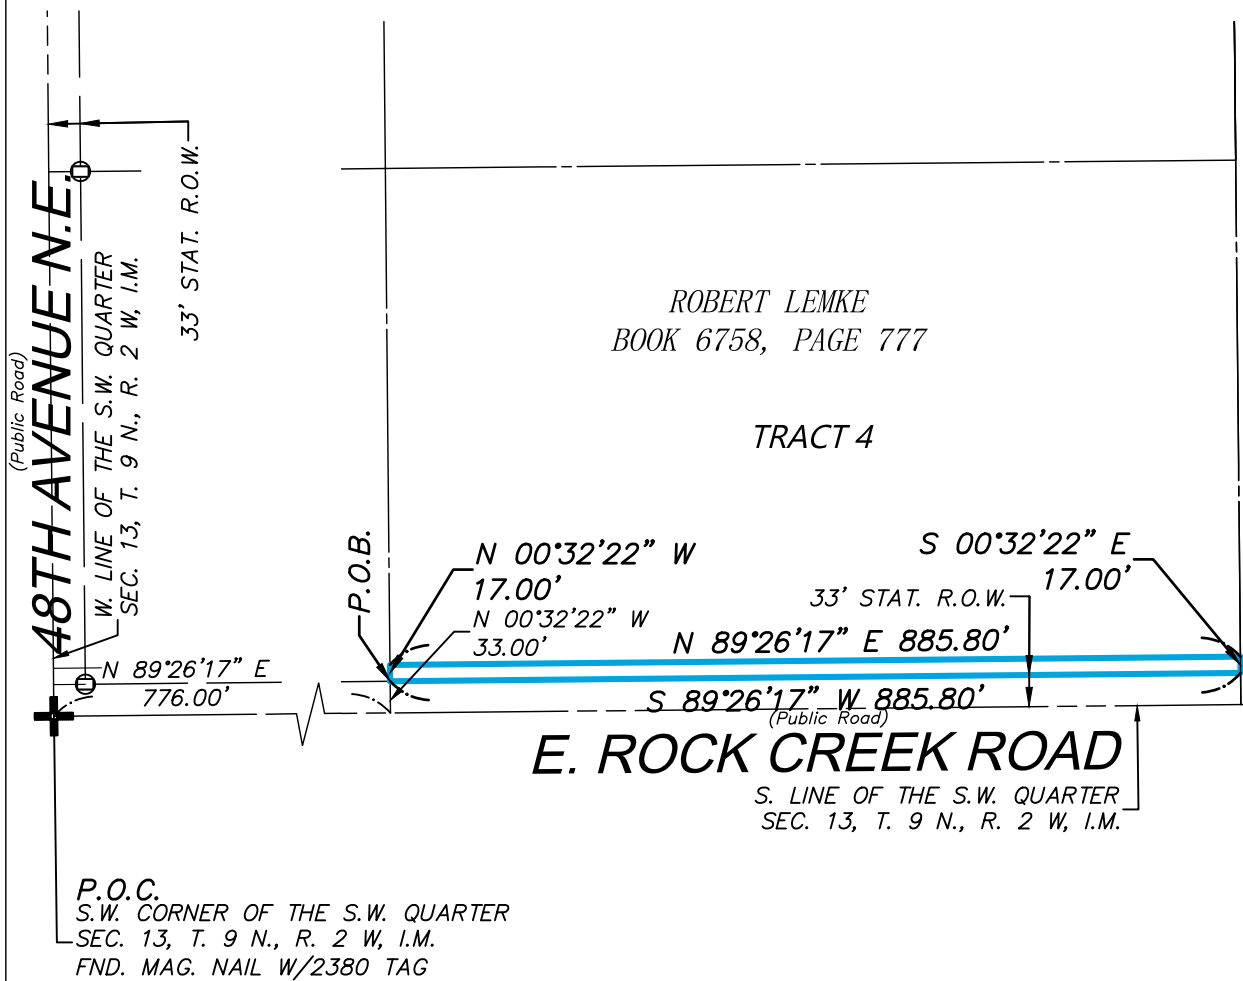 48TH AVENUE N.E.
(Public Road)
W. LINE OF THE S.W. QUARTER
SEC. 13, T. 9 N., R. 2 W, I.M.
33' STAT. R.O.W.
ROBERT LEMKE
BOOK 6758, PAGE 777
TRACT 4
P.O.B.
N 00°32'22" W
17.00'
N 00°32'22" W
33.00'
S 00°32'22" E
17.00'
33' STAT. R.O.W.
N 89°26'17" E 885.80'
N 89°26'17" E
776.00'
S 89°26'17" W 885.80'
(Public Road)
E. ROCK CREEK ROAD
S. LINE OF THE S.W. QUARTER
SEC. 13, T. 9 N., R. 2 W, I.M.
P.O.C.
S.W. CORNER OF THE S.W. QUARTER
SEC. 13, T. 9 N., R. 2 W, I.M.
FND. MAG. NAIL W/2380 TAG